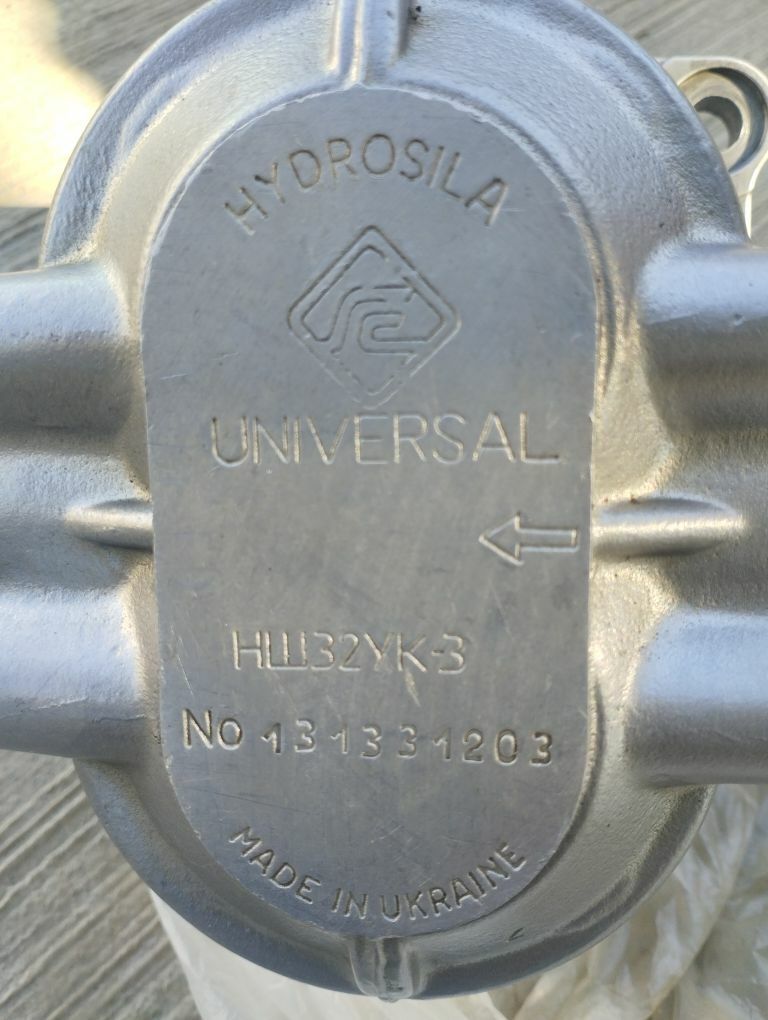 HYDROSILA
UNIVERSAL
НШ32УК-3
No 131331203
MADE IN UKRAINE